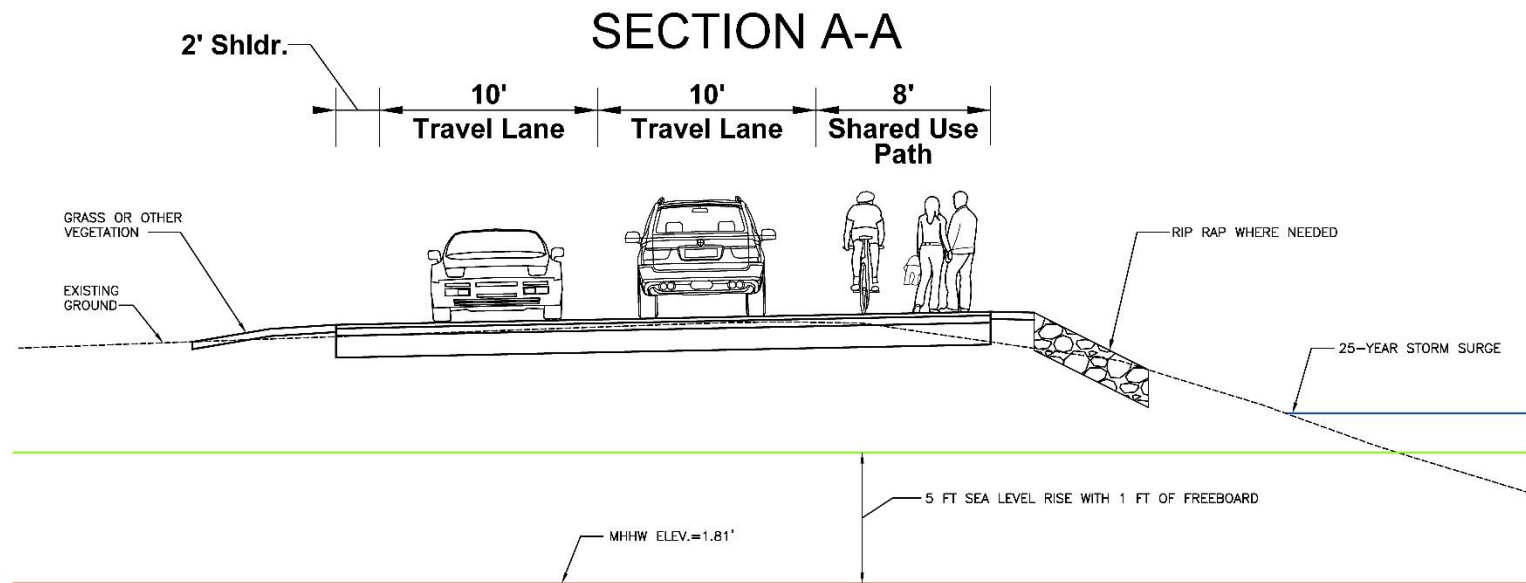 SECTION A-A
2' Shldr.
10'
Travel Lane
10'
Travel Lane
8'
Shared Use
Path
GRASS OR OTHER
VEGETATION
EXISTING
GROUND
RIP RAP WHERE NEEDED
25-YEAR STORM SURGE
5 FT SEA LEVEL RISE WITH 1 FT OF FREEBOARD
MHHW ELEV.=1.81'